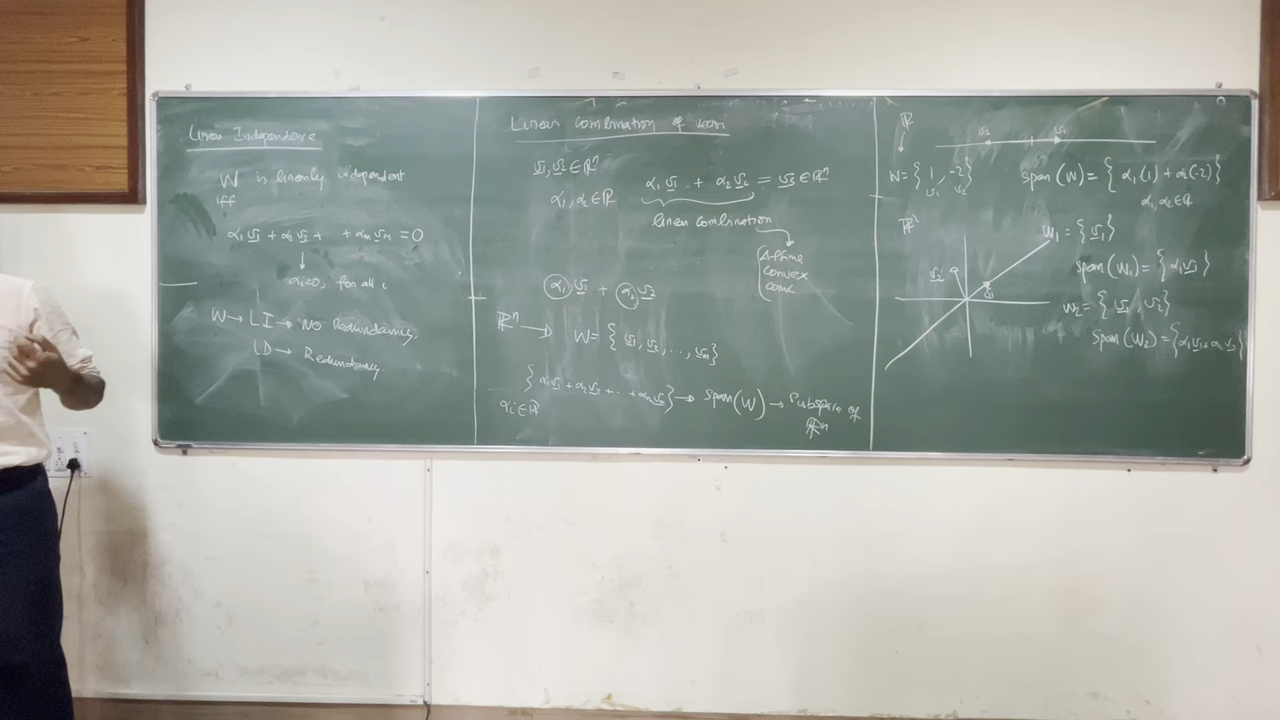 Linear Independence
W is linearly independent
iff
α₁v₁ + α₂v₂ + ... + αₘvₘ = 0
↓
αᵢ=0, for all i
W → LI → NO Redundancy.
LD → Redundancy.
Linear Combination of
v₁, v₂ ∈ ℝⁿ
α₁, α₂ ∈ ℝ
α₁v₁ + α₂v₂ = v₃ ∈ ℝⁿ
linear combination
Affine
Convex
Conic
α₁v₁ + α₂v₂
ℝⁿ → W = { v₁, v₂, ..., vₘ}
{ α₁v₁ + α₂v₂ + ... + αₘvₘ} → span(W) → Subspace of
αᵢ ∈ ℝ
ℝⁿ
ℝ
v₂ v₁
W = { 1, -2 }
v₁ v₂
span(W) = { α₁(1) + α₂(-2)}
α₁, α₂ ∈ ℝ
v₂
W₁ = { v₁}
span(W₁) = { α₁v₁}
W₂ = { v₁ v₂}
span(W₂) = {α₁v₁+α₂v₂}